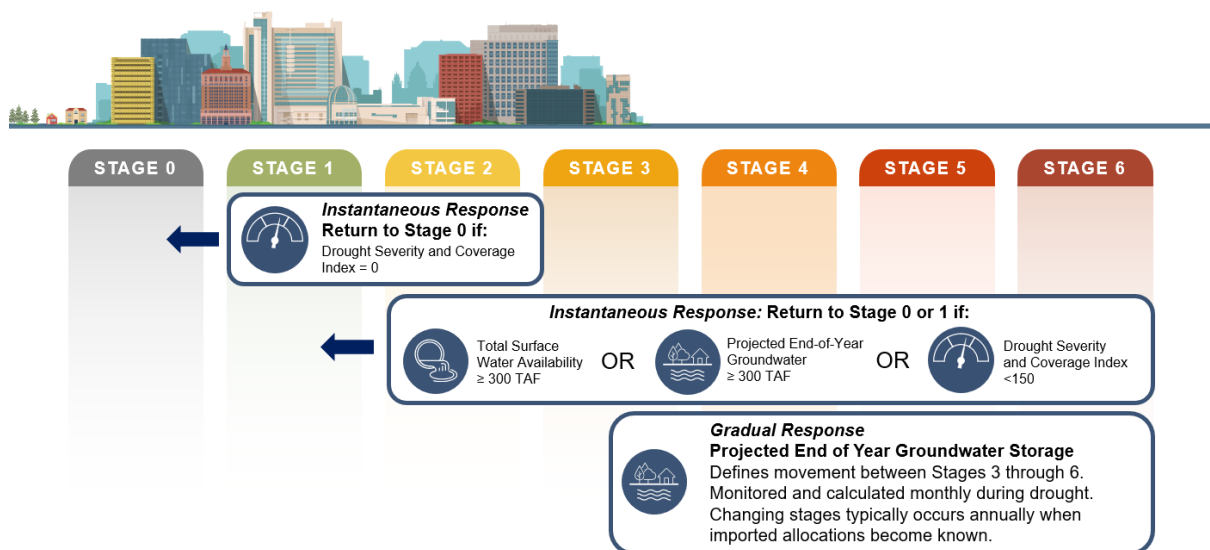 STAGE 0
STAGE 1
STAGE 2
STAGE 3
STAGE 4
STAGE 5
STAGE 6
Instantaneous Response
Return to Stage 0 if:
Drought Severity and Coverage
Index = 0
Instantaneous Response: Return to Stage 0 or 1 if:
Total Surface
Water Availability
≥ 300 TAF
OR
Projected End-of-Year
Groundwater
≥ 300 TAF
OR
Drought Severity
and Coverage Index
<150
Gradual Response
Projected End of Year Groundwater Storage
Defines movement between Stages 3 through 6.
Monitored and calculated monthly during drought.
Changing stages typically occurs annually when
imported allocations become known.